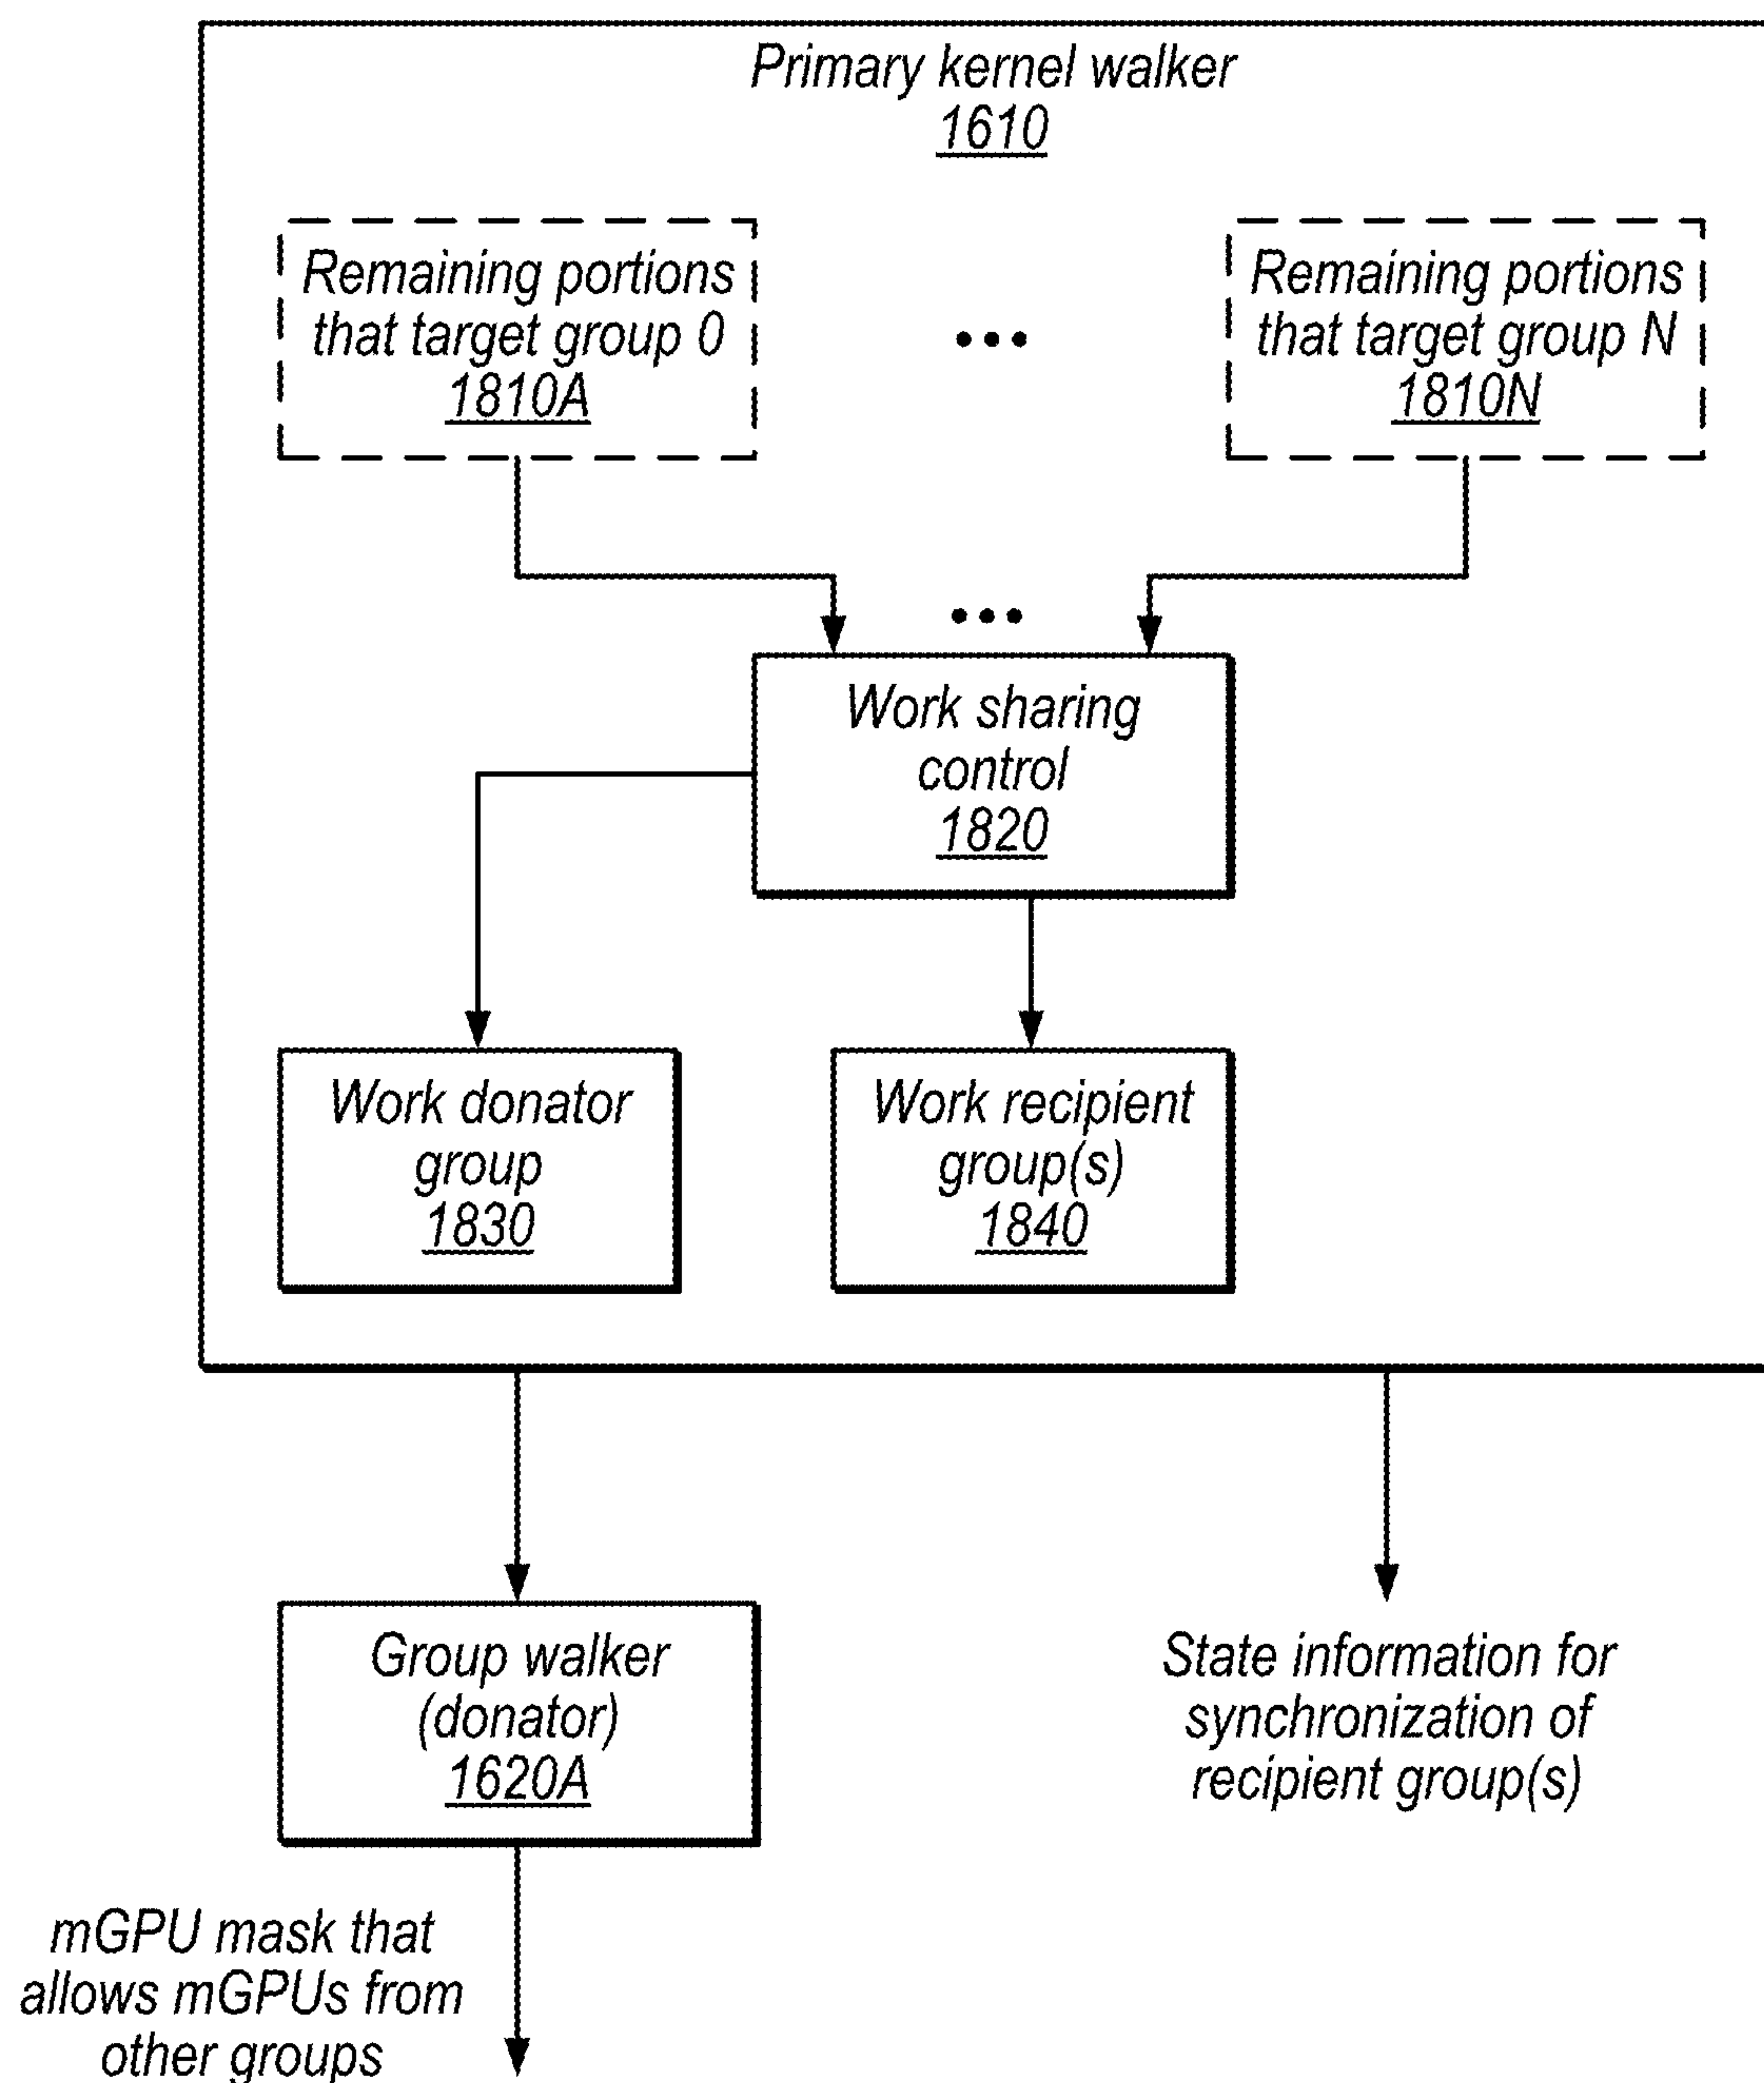 Primary kernel walker
1610
Remaining portions
that target group 0
1810A
...
Remaining portions
that target group N
1810N
...
Work sharing
control
1820
Work donator
group
1830
Work recipient
group(s)
1840
Group walker
(donator)
1620A
State information for
synchronization of
recipient group(s)
mGPU mask that
allows mGPUs from
other groups